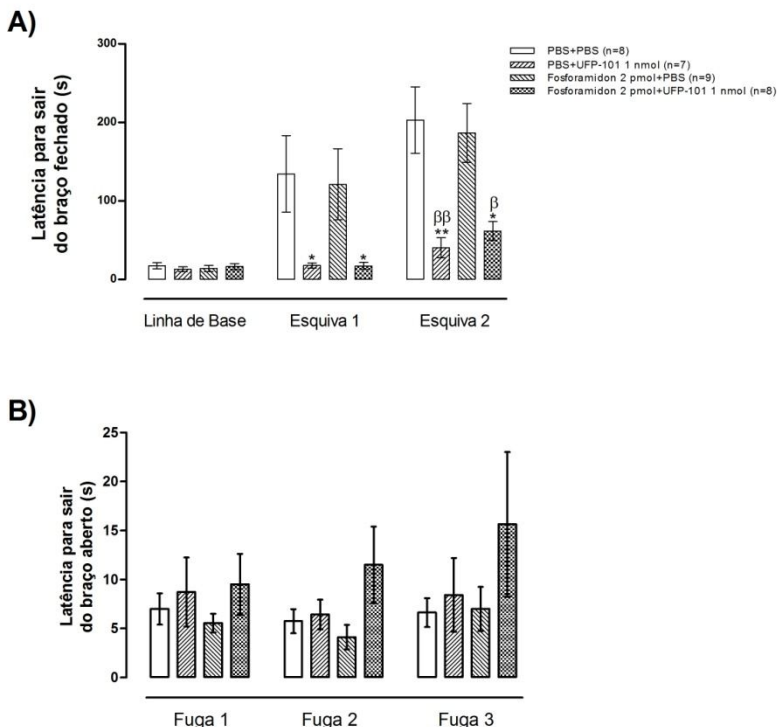 A)
Latência para sair
do braço fechado (s)
300
200
100
0
PBS+PBS (n=8)
PBS+UFP-101 1 nmol (n=7)
Fosforamidon 2 pmol+PBS (n=9)
Fosforamidon 2 pmol+UFP-101 1 nmol (n=8)
*
*
ββ
**
β
*
Linha de Base
Esquiva 1
Esquiva 2
B)
Latência para sair
do braço aberto (s)
25
20
15
10
5
0
Fuga 1
Fuga 2
Fuga 3